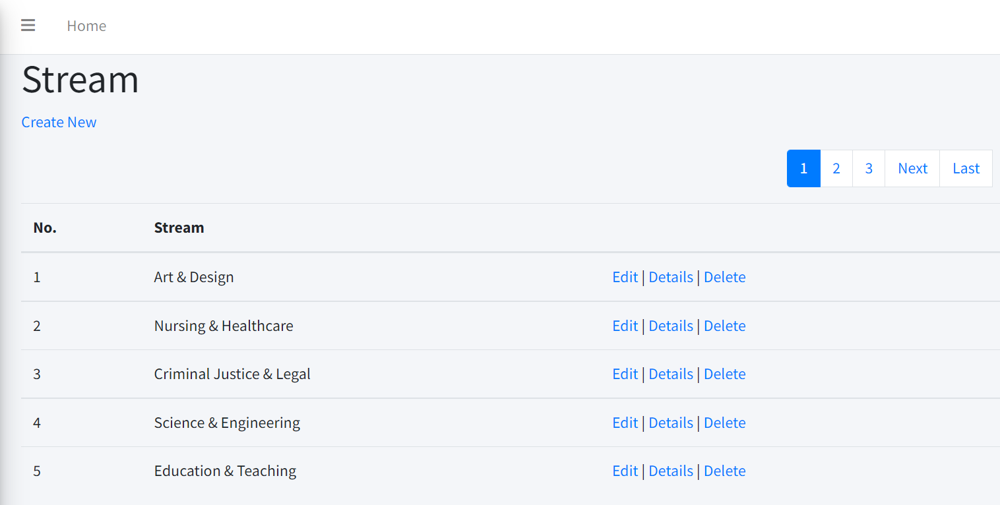 Home
Stream
Create New
1 2 3 Next Last
No. Stream
1 Art & Design Edit | Details | Delete
2 Nursing & Healthcare Edit | Details | Delete
3 Criminal Justice & Legal Edit | Details | Delete
4 Science & Engineering Edit | Details | Delete
5 Education & Teaching Edit | Details | Delete